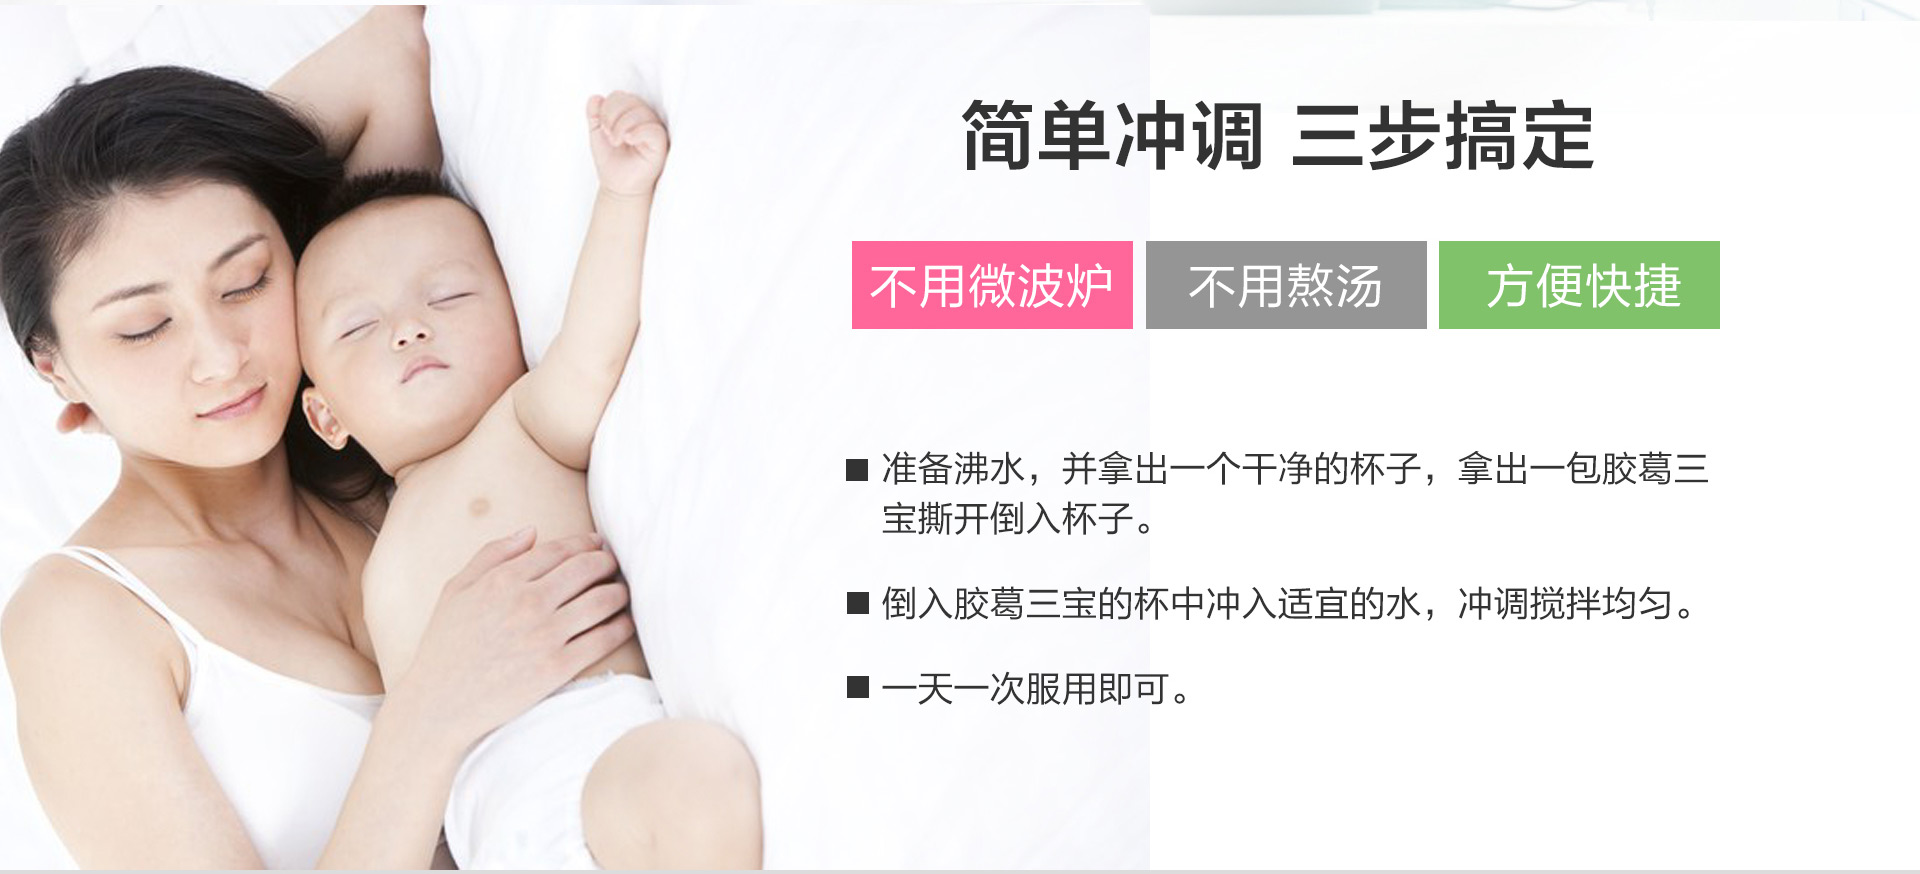 简单冲调 三步搞定
不用微波炉 不用熬汤 方便快捷
■ 准备沸水，并拿出一个干净的杯子，拿出一包胶葛三
宝撕开倒入杯子。
■ 倒入胶葛三宝的杯中冲入适宜的水，冲调搅拌均匀。
■ 一天一次服用即可。